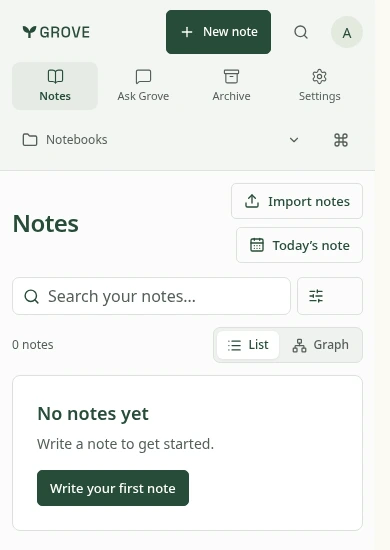 GROVE
New note
A
Notes
Ask Grove
Archive
Settings
Notebooks
Notes
Import notes
Today's note
Search your notes...
0 notes
List
Graph
No notes yet
Write a note to get started.
Write your first note